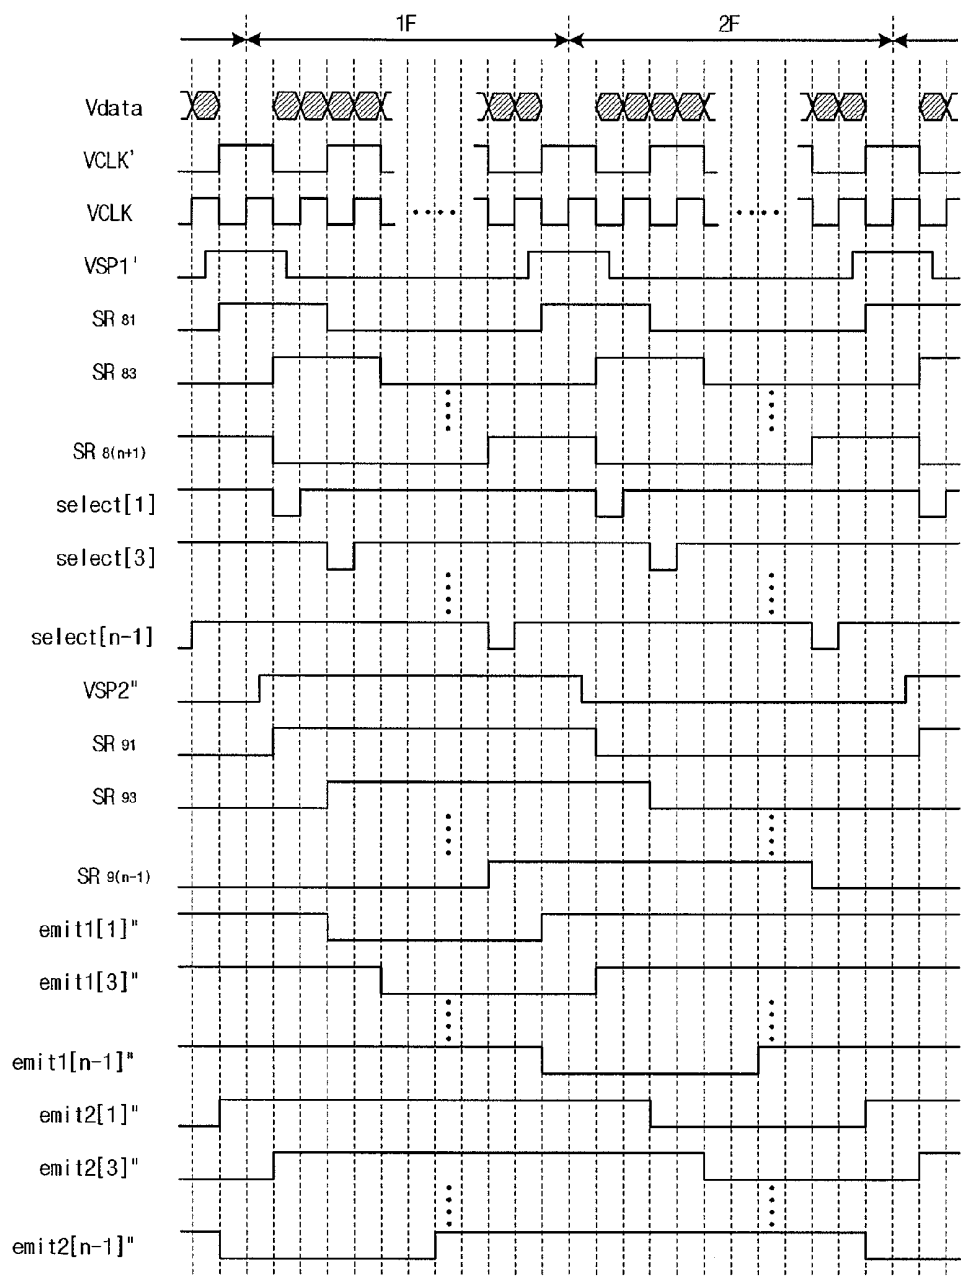 1F 2F
Vdata
VCLK'
VCLK
VSP1'
SR 81
SR 83
SR 8(n+1)
select[1]
select[3]
select[n-1]
VSP2"
SR 91
SR 93
SR 9(n-1)
emit1[1]"
emit1[3]"
emit1[n-1]"
emit2[1]"
emit2[3]"
emit2[n-1]"